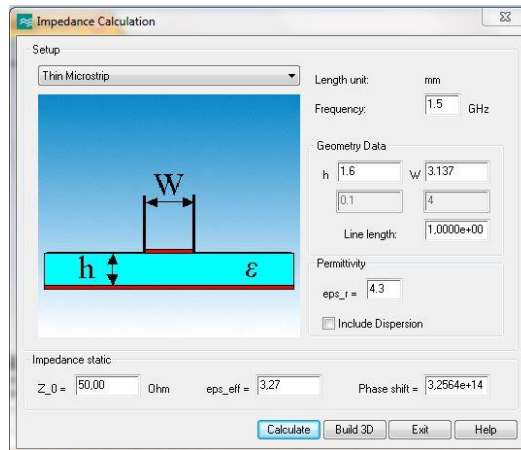 Impedance Calculation
Setup
Thin Microstrip
Length unit: mm
Frequency: 1.5 GHz
Geometry Data
h 1.6 W 3.137
0.1 4
Line length: 1,0000e+00
Permittivity
eps_r = 4.3
Include Dispersion
W
h ε
Impedance static
Z_0 = 50,00 Ohm eps_eff = 3,27 Phase shift = 3,2564e+14
Calculate Build 3D Exit Help